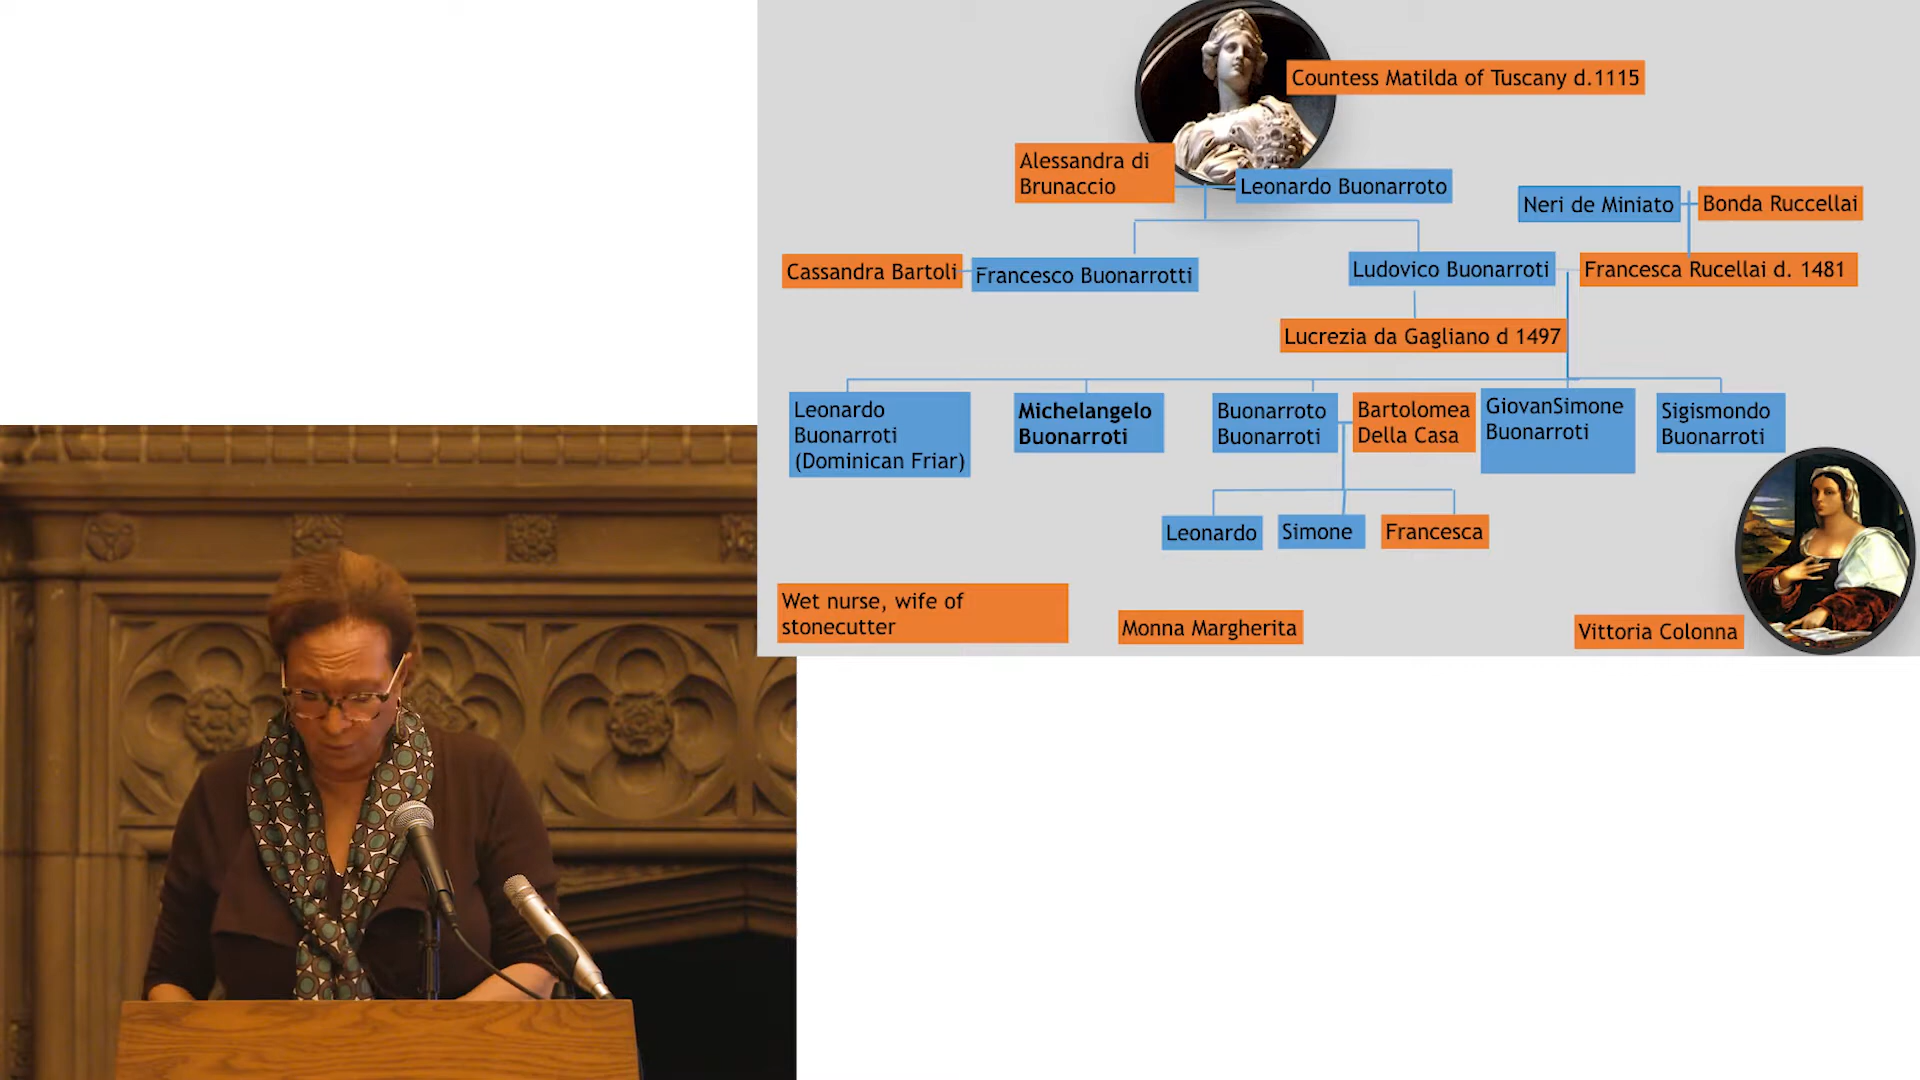 Countess Matilda of Tuscany d.1115
Alessandra di
Brunaccio
Leonardo Buonarroto
Neri de Miniato
Bonda Ruccellai
Cassandra Bartoli
Francesco Buonarrotti
Ludovico Buonarroti
Francesca Rucellai d. 1481
Lucrezia da Gagliano d 1497
Leonardo
Buonarroti
(Dominican Friar)
Michelangelo
Buonarroti
Buonarroto
Buonarroti
Bartolomea
Della Casa
GiovanSimone
Buonarroti
Sigismondo
Buonarroti
Leonardo
Simone
Francesca
Wet nurse, wife of
stonecutter
Monna Margherita
Vittoria Colonna